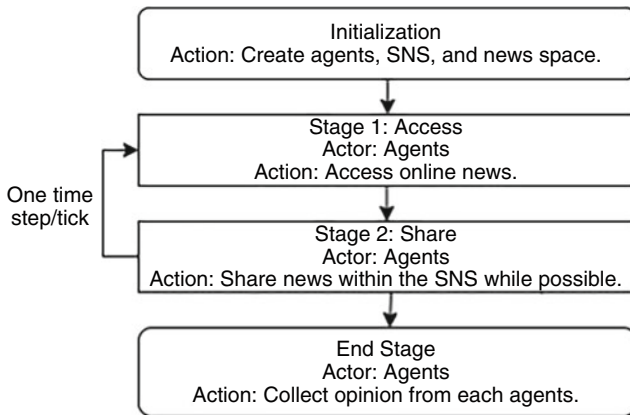 Initialization
Action: Create agents, SNS, and news space.
Stage 1: Access
Actor: Agents
Action: Access online news.
One time
step/tick
Stage 2: Share
Actor: Agents
Action: Share news within the SNS while possible.
End Stage
Actor: Agents
Action: Collect opinion from each agents.